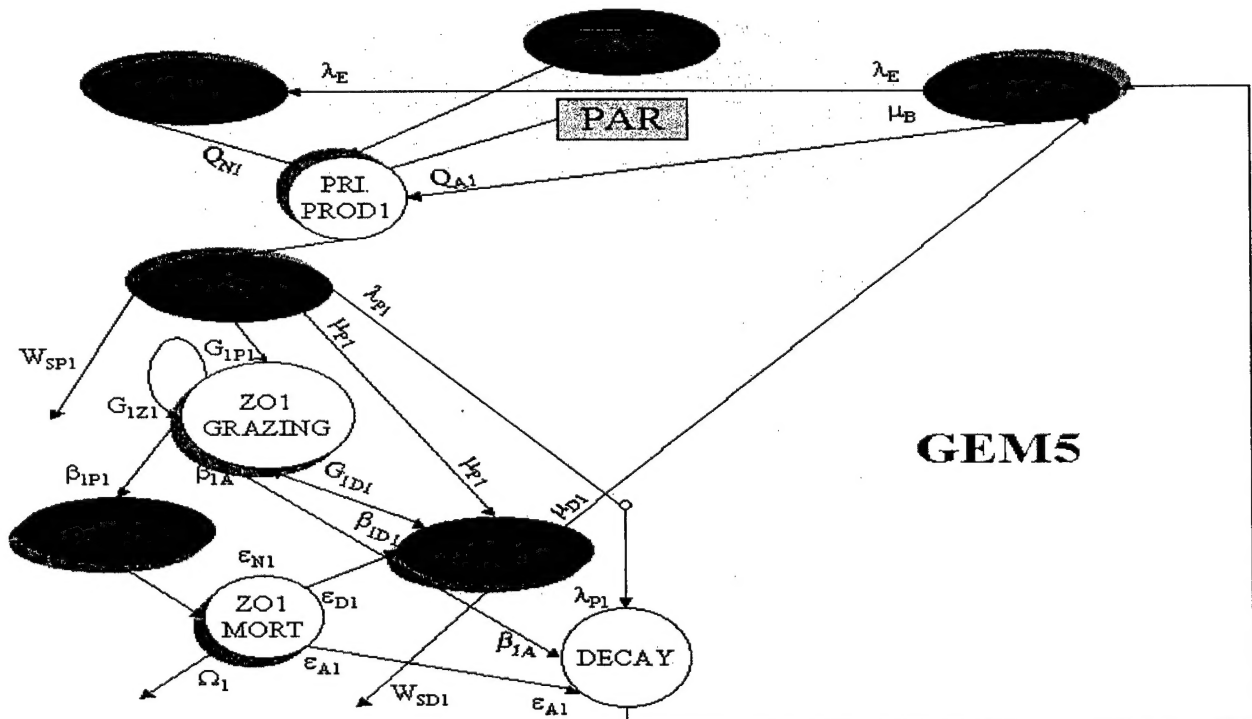 λE
λE
PAR
μB
QN1
QA1
PRI.
PROD1
λP1
μP1
WSP1
G1P1
G1Z1
ZO1
GRAZING
GEM5
β1P1
β1A
G1D1
μP1
μD1
β1D1
εN1
εD1
ZO1
MORT
λP1
β1A
DECAY
εA1
Ω1
WSD1
εA1